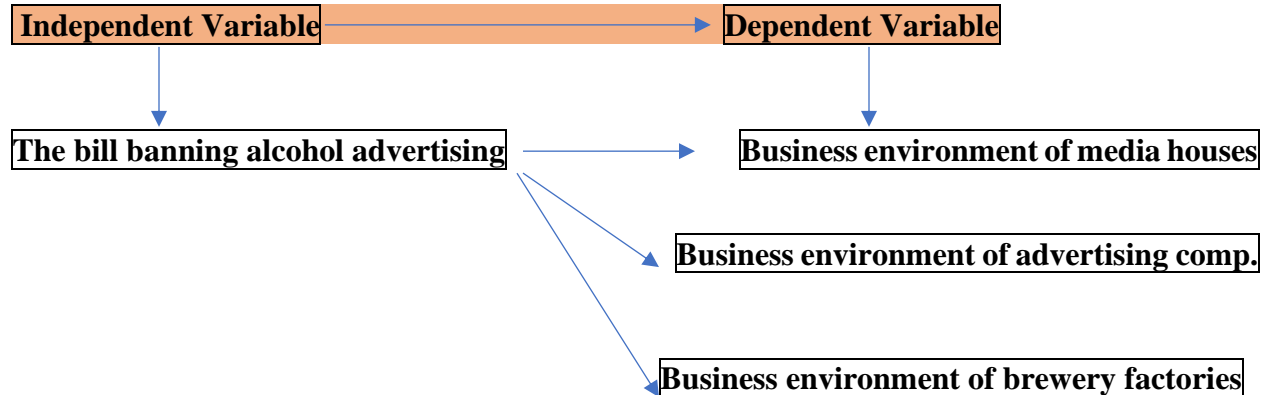 Independent Variable Dependent Variable
The bill banning alcohol advertising Business environment of media houses
Business environment of advertising comp.
Business environment of brewery factories